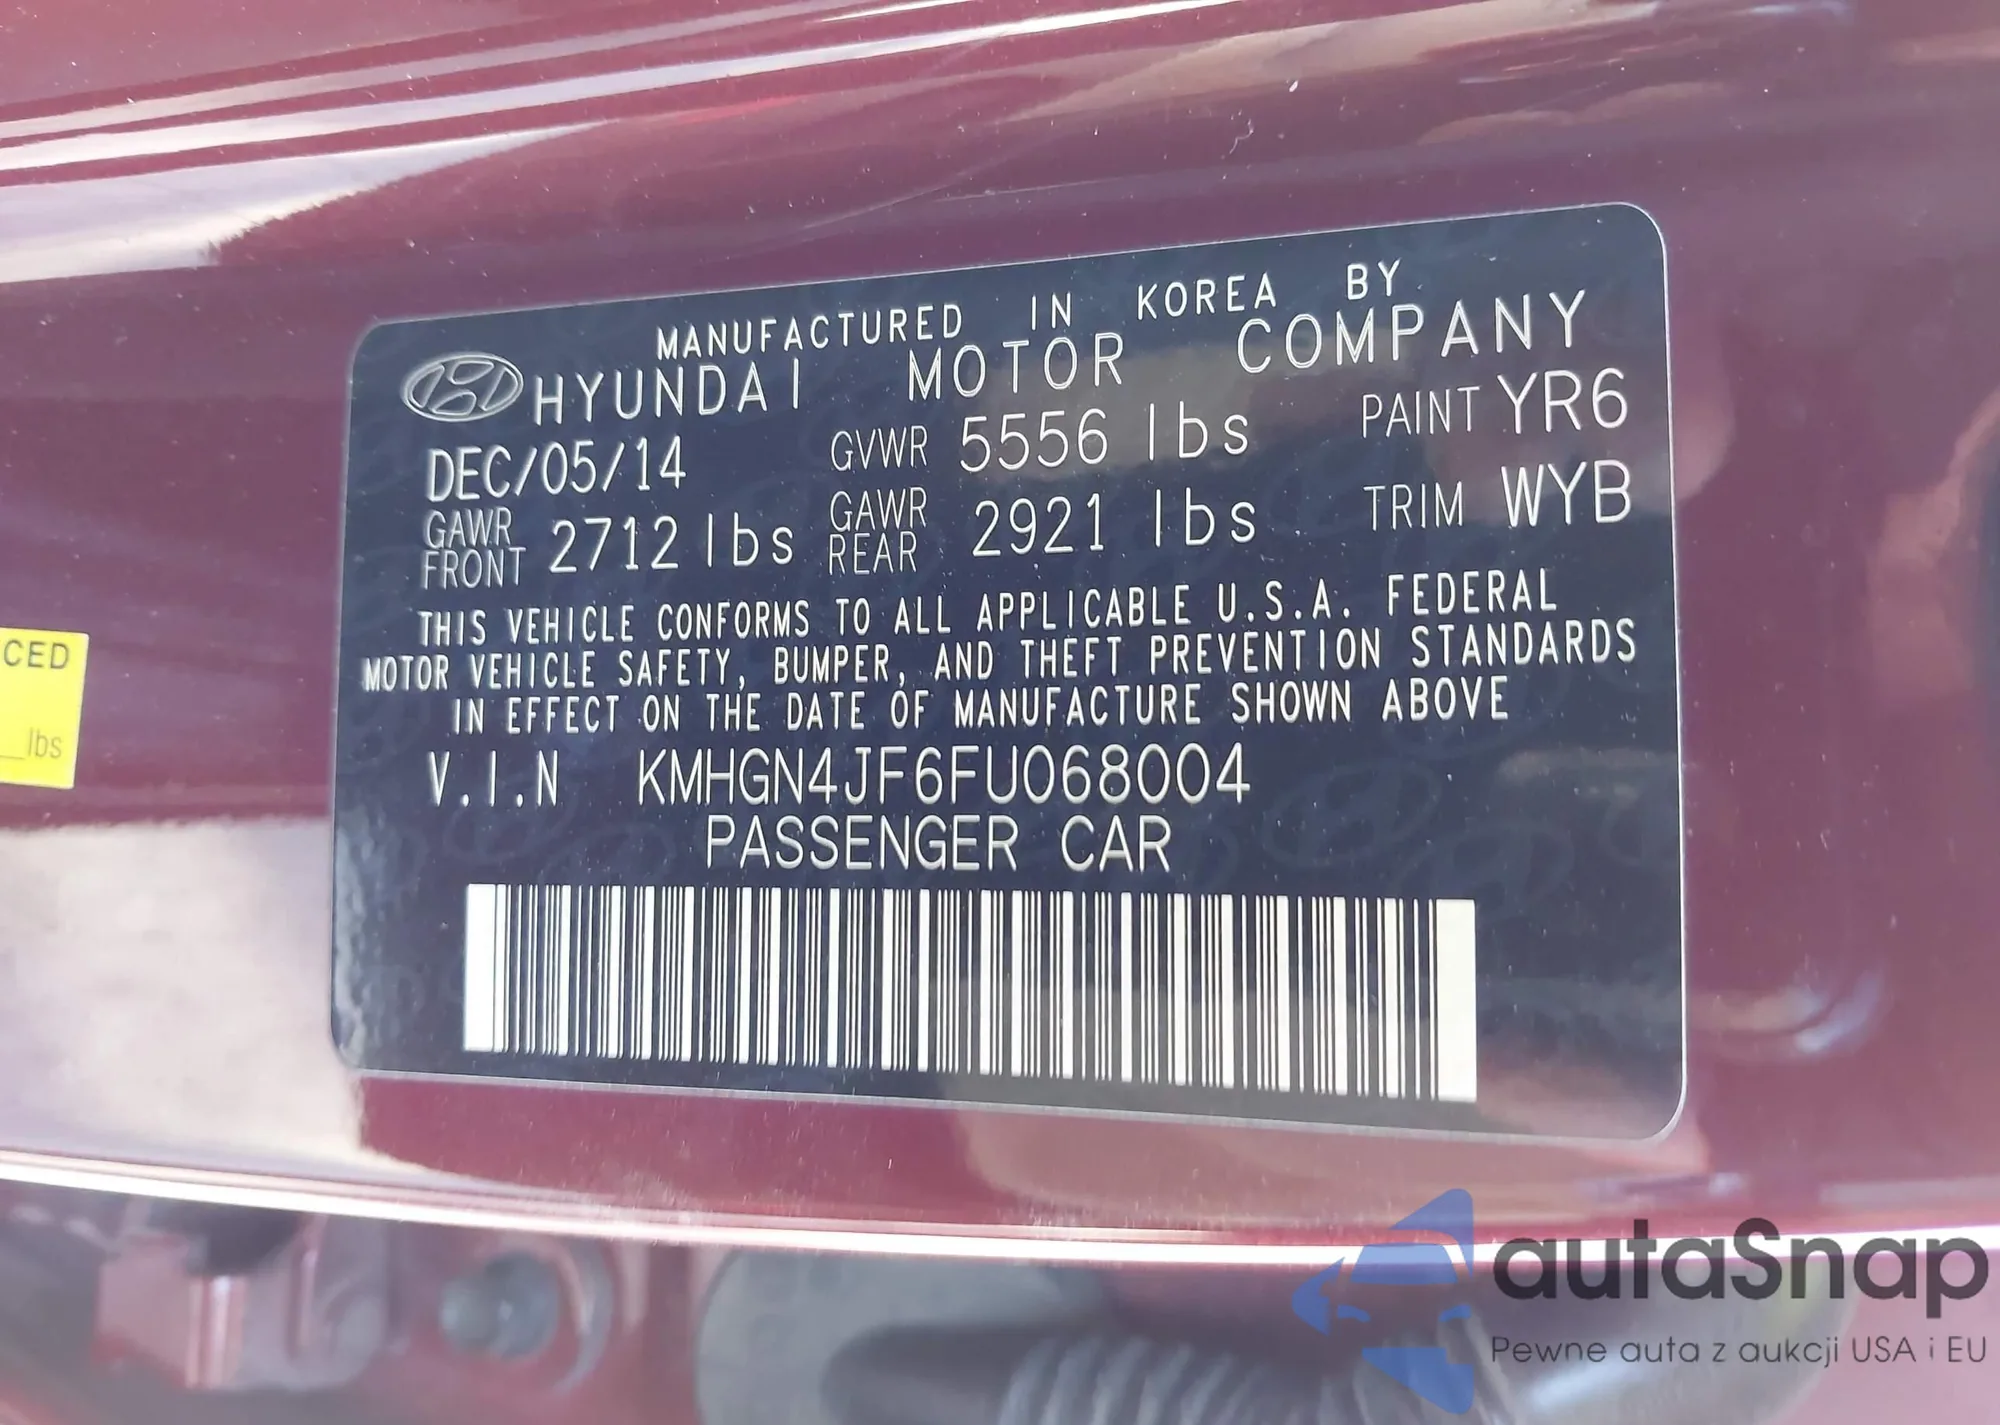 MANUFACTURED IN KOREA BY
HYUNDAI MOTOR COMPANY
DEC/05/14 GVWR 5556 lbs PAINT YR6
GAWR FRONT 2712 lbs GAWR REAR 2921 lbs TRIM WYB
THIS VEHICLE CONFORMS TO ALL APPLICABLE U.S.A. FEDERAL
MOTOR VEHICLE SAFETY, BUMPER, AND THEFT PREVENTION STANDARDS
IN EFFECT ON THE DATE OF MANUFACTURE SHOWN ABOVE
V.I.N KMHGN4JF6FU068004
PASSENGER CAR
CED
lbs
autaSnap
Pewne auta z aukcji USA i EU